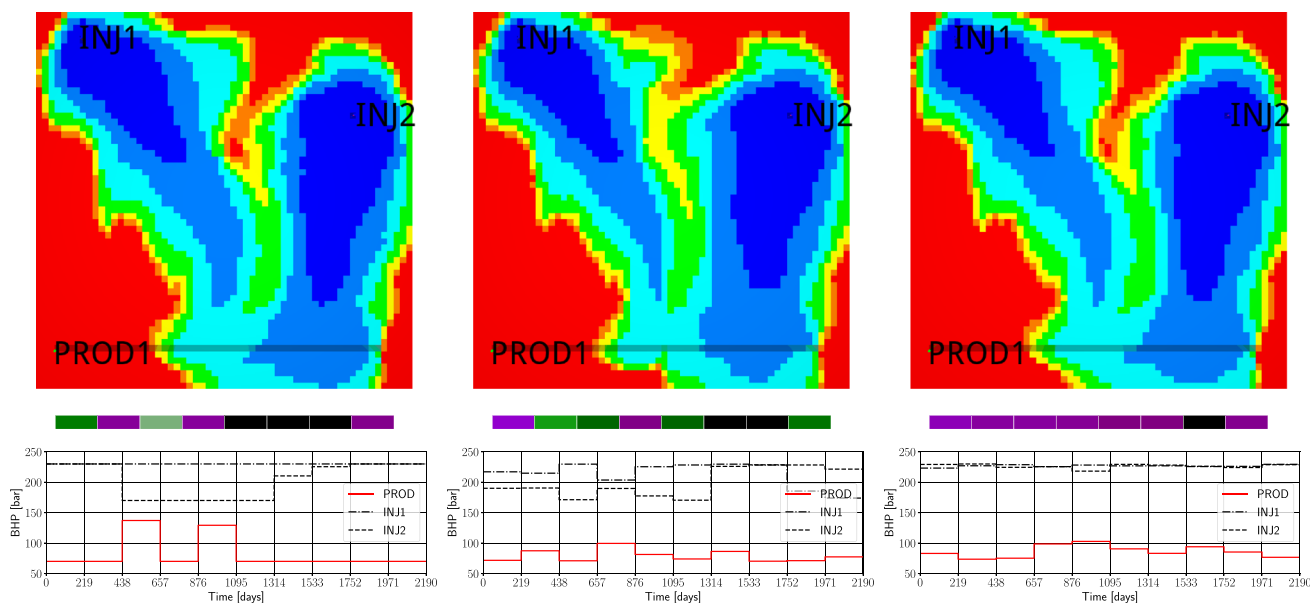 INJ1
INJ2
PROD1
INJ1
INJ2
PROD1
INJ1
INJ2
PROD1
250
200
150
100
50
BHP [bar]
PROD
INJ1
INJ2
0 219 438 657 876 1095 1314 1533 1752 1971 2190
Time [days]
250
200
150
100
50
BHP [bar]
PROD
INJ1
INJ2
0 219 438 657 876 1095 1314 1533 1752 1971 2190
Time [days]
250
200
150
100
50
BHP [bar]
PROD
INJ1
INJ2
0 219 438 657 876 1095 1314 1533 1752 1971 2190
Time [days]